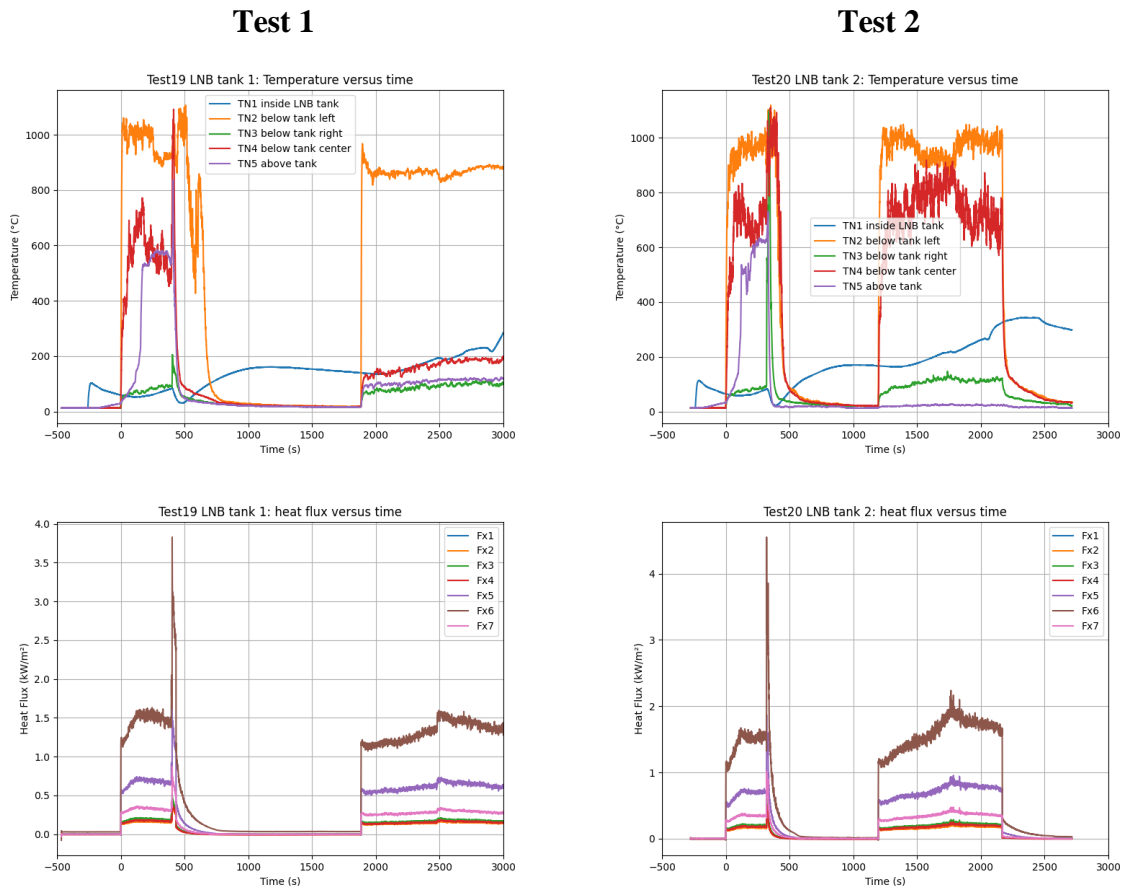 Test 1
Test 2
Test19 LNB tank 1: Temperature versus time
Temperature (°C)
1000
800
600
400
200
0
TN1 inside LNB tank
TN2 below tank left
TN3 below tank right
TN4 below tank center
TN5 above tank
−500 0 500 1000 1500 2000 2500 3000
Time (s)
Test20 LNB tank 2: Temperature versus time
Temperature (°C)
1000
800
600
400
200
0
TN1 inside LNB tank
TN2 below tank left
TN3 below tank right
TN4 below tank center
TN5 above tank
−500 0 500 1000 1500 2000 2500 3000
Time (s)
Test19 LNB tank 1: heat flux versus time
Heat Flux (kW/m²)
4.0
3.5
3.0
2.5
2.0
1.5
1.0
0.5
0.0
Fx1
Fx2
Fx3
Fx4
Fx5
Fx6
Fx7
−500 0 500 1000 1500 2000 2500 3000
Time (s)
Test20 LNB tank 2: heat flux versus time
Heat Flux (kW/m²)
4
3
2
1
0
Fx1
Fx2
Fx3
Fx4
Fx5
Fx6
Fx7
−500 0 500 1000 1500 2000 2500 3000
Time (s)